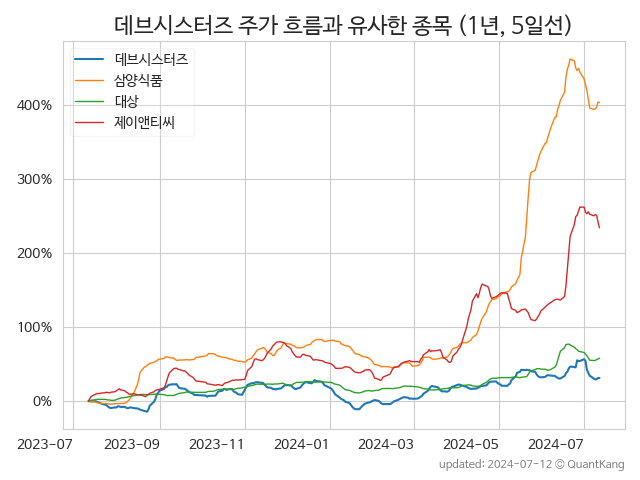 데브시스터즈 주가 흐름과 유사한 종목 (1년, 5일선)
데브시스터즈
삼양식품
대상
제이앤티씨
400%
300%
200%
100%
0%
2023-07 2023-09 2023-11 2024-01 2024-03 2024-05 2024-07
updated: 2024-07-12 © QuantKang